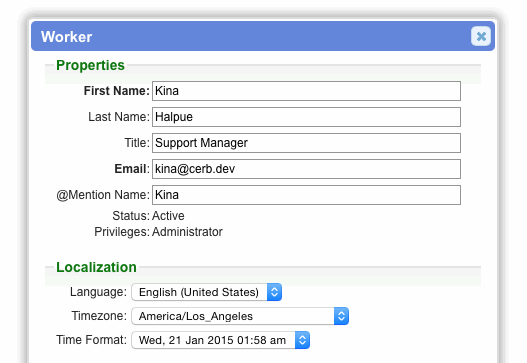 Worker
Properties
First Name: Kina
Last Name: Halpue
Title: Support Manager
Email: kina@cerb.dev
@Mention Name: Kina
Status: Active
Privileges: Administrator
Localization
Language: English (United States)
Timezone: America/Los_Angeles
Time Format: Wed, 21 Jan 2015 01:58 am